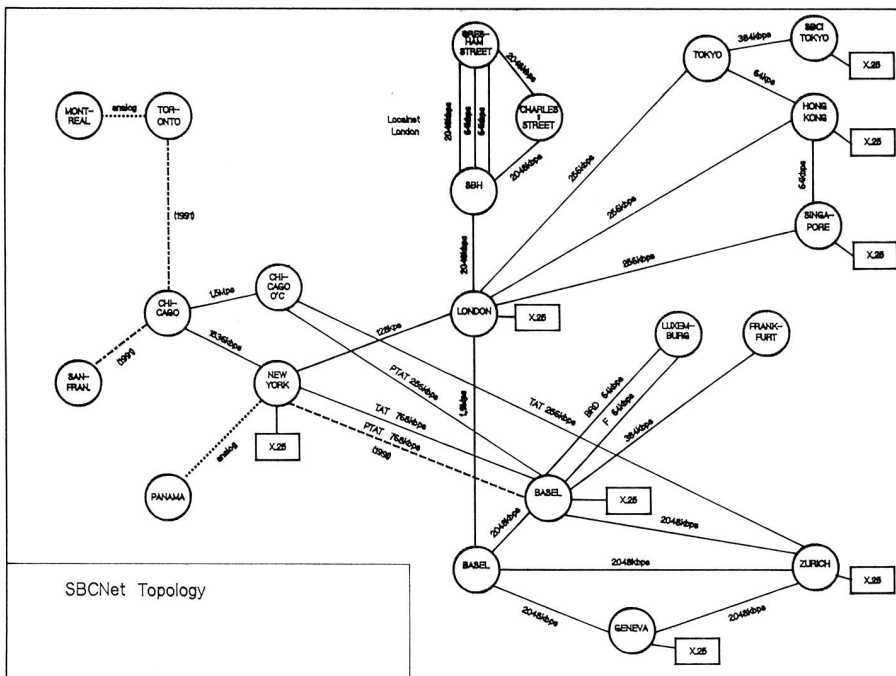 GRES-
HAM
STREET
2048kbps
2048kbps
64kbps
64kbps
CHARLES
STREET
Localnet
London
SBH
2048kbps
2048kbps
TOKYO
384kbps
SBCI
TOKYO
X.25
64kps
HONG
KONG
X.25
64kbps
SINGA-
PORE
X.25
256kbps
256kbps
256kbps
MONT-
REAL
analog
TOR-
ONTO
(1991)
CHI-
CAGO
1,5Mps
CHI-
CAGO
O'C
1536kbps
SAN-
FRAN.
(1991)
NEW
YORK
X.25
analog
PANAMA
128kps
LONDON
X.25
1,9Mps
PTAT 256kbps
TAT 256kbps
TAT 768kbps
PTAT 768kbps
(1991)
LUXEM-
BURG
FRANK-
FURT
BRD 64kbps
F 64kbps
384kbps
BASEL
X.25
2048kbps
2048kbps
BASEL
2048kbps
ZURICH
X.25
2048kbps
GENEVA
X.25
2048kbps
SBCNet Topology